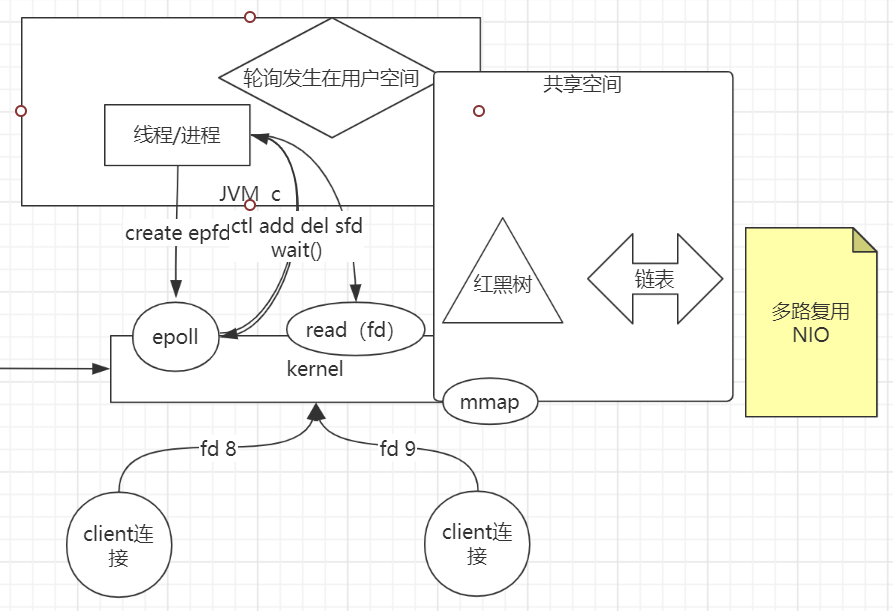 轮询发生在用户空间
共享空间
线程/进程
JVM c
create epfd
ctl add del sfd
wait()
红黑树
链表
多路复用
NIO
epoll
read（fd）
kernel
mmap
fd 8
fd 9
client连
接
client连
接